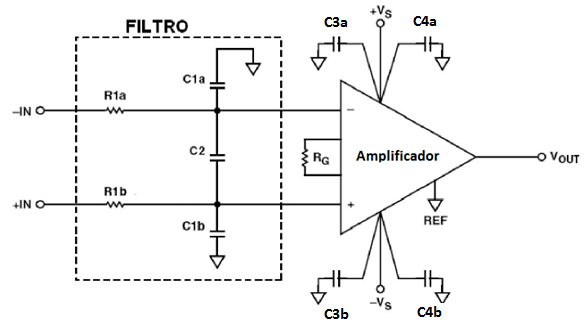 FILTRO
C3a
+VS
C4a
C1a
–IN
R1a
–
C2
RG
Amplificador
VOUT
+IN
R1b
+
REF
C1b
C3b
–VS
C4b